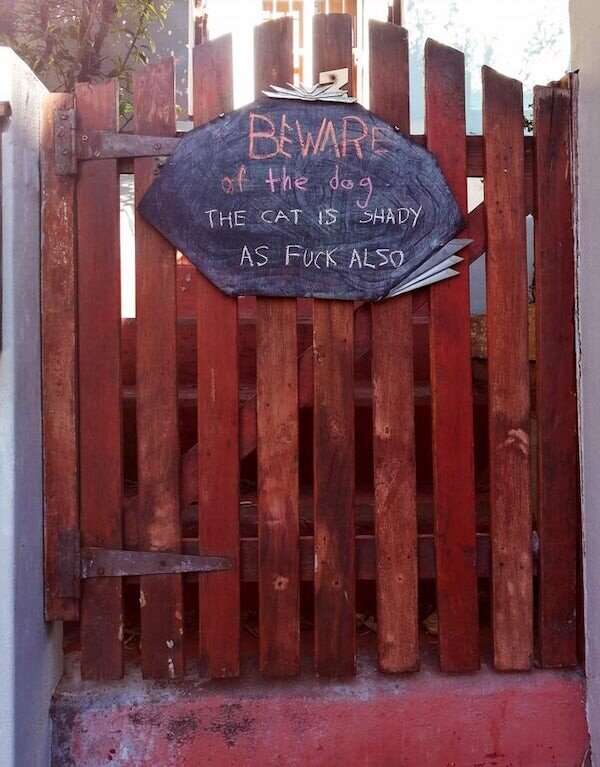 BEWARE
of the dog
THE CAT IS SHADY
AS FUCK ALSO